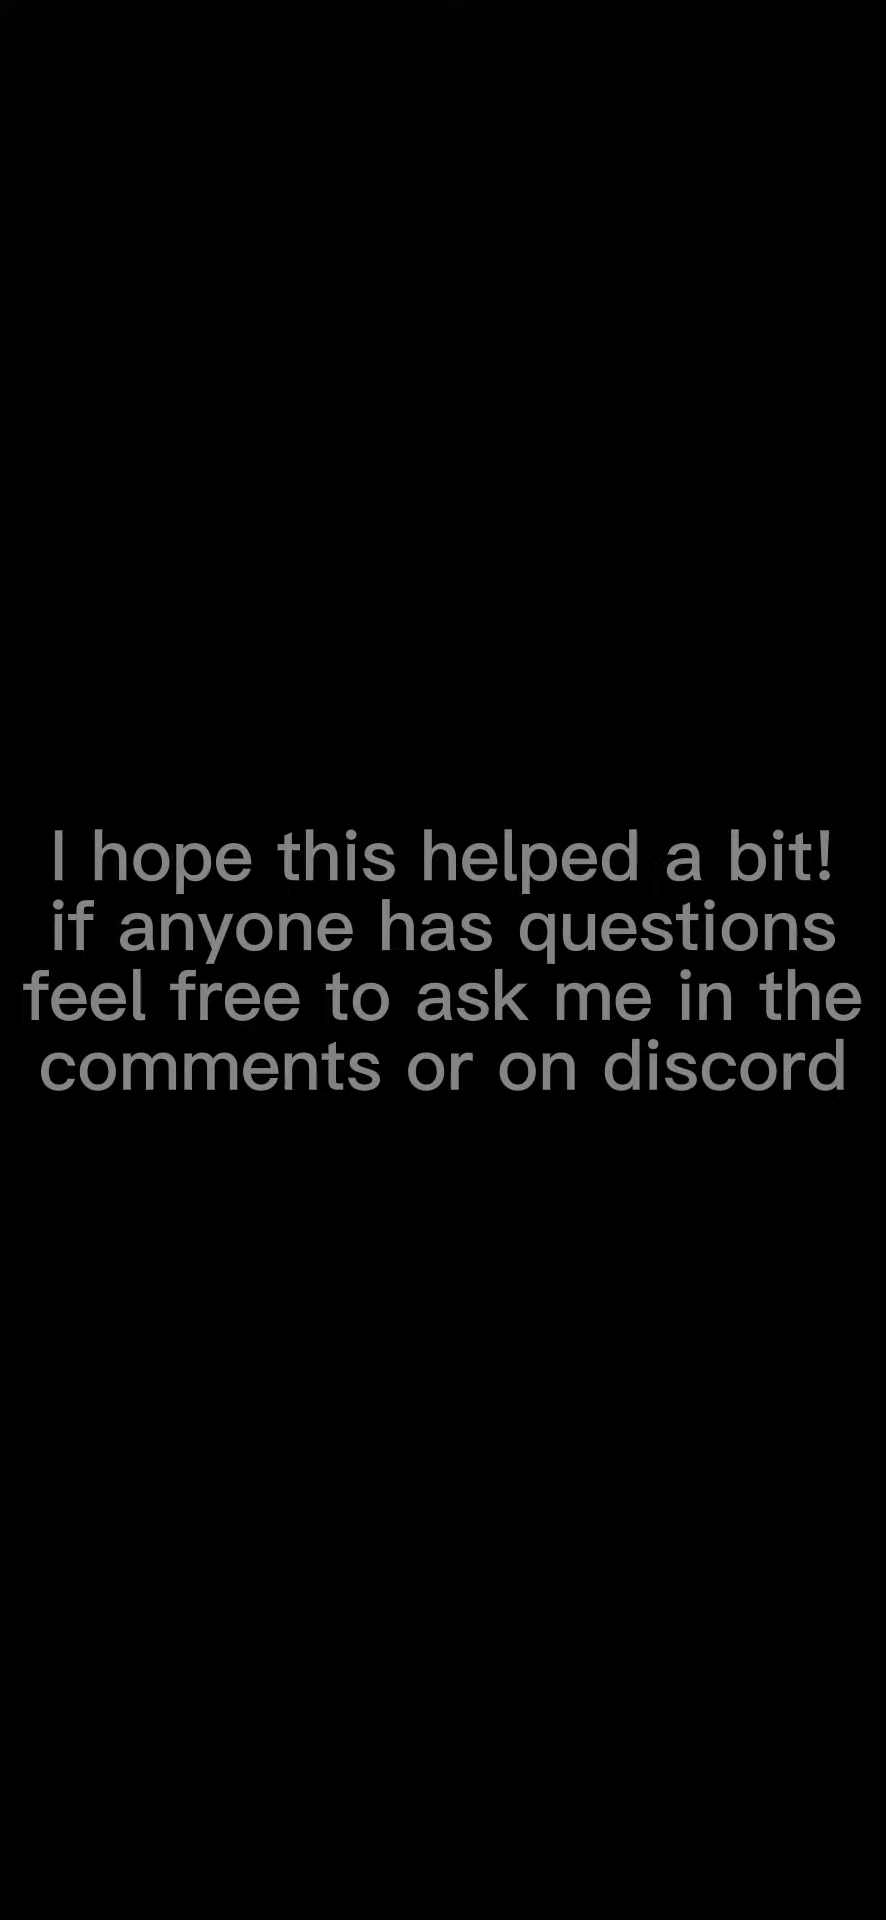 I hope this helped a bit!
if anyone has questions
feel free to ask me in the
comments or on discord